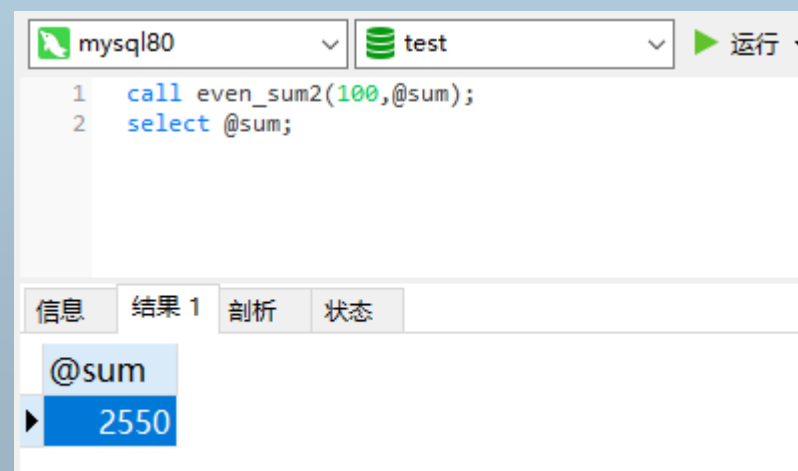 mysql80 test 运行
1 call even_sum2(100,@sum);
2 select @sum;
信息 结果 1 剖析 状态
@sum
2550